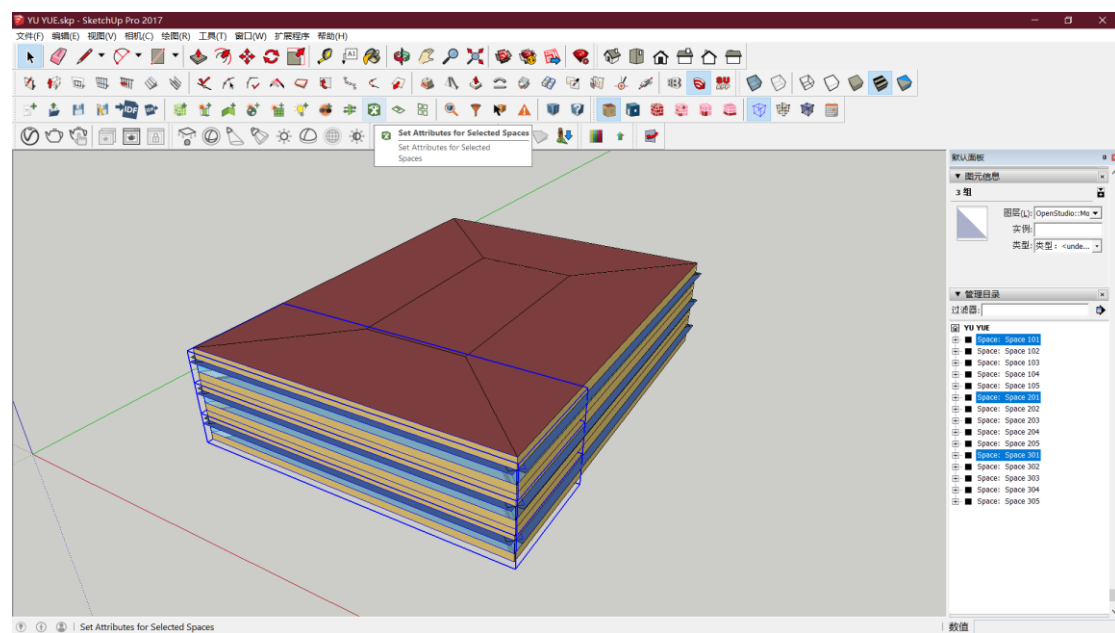 YU YUE.skp - SketchUp Pro 2017
文件(F) 编辑(E) 视图(V) 相机(C) 绘图(R) 工具(T) 窗口(W) 扩展程序 帮助(H)
A1
IDF
Set Attributes for Selected Spaces
Set Attributes for Selected
Spaces
默认面板
▼ 图元信息
3 组
图层(L): OpenStudio::Mo
实例:
类型: 类型: <unde...
▼ 管理目录
过滤器:
YU YUE
Space: Space 101
Space: Space 102
Space: Space 103
Space: Space 104
Space: Space 105
Space: Space 201
Space: Space 202
Space: Space 203
Space: Space 204
Space: Space 205
Space: Space 301
Space: Space 302
Space: Space 303
Space: Space 304
Space: Space 305
Set Attributes for Selected Spaces
数值